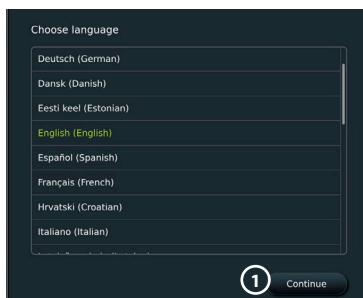 Choose language
Deutsch (German)
Dansk (Danish)
Eesti keel (Estonian)
English (English)
Español (Spanish)
Français (French)
Hrvatski (Croatian)
Italiano (Italian)
1 Continue